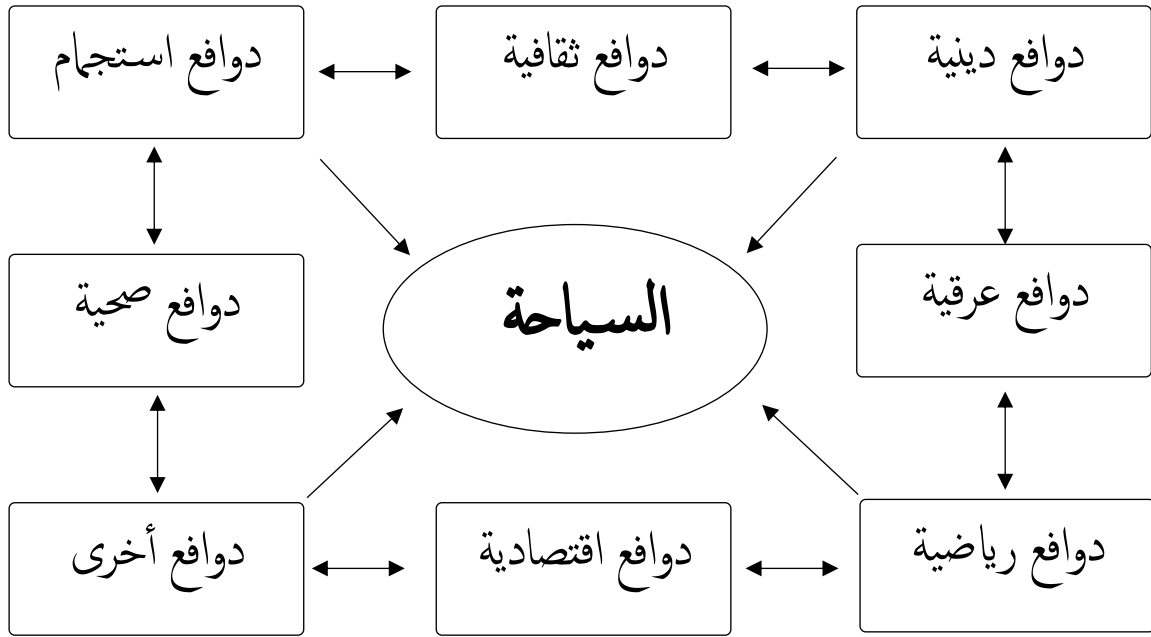 دوافع دينية
دوافع ثقافية
دوافع استجمام
دوافع عرقية
السياحة
دوافع صحية
دوافع رياضية
دوافع اقتصادية
دوافع أخرى